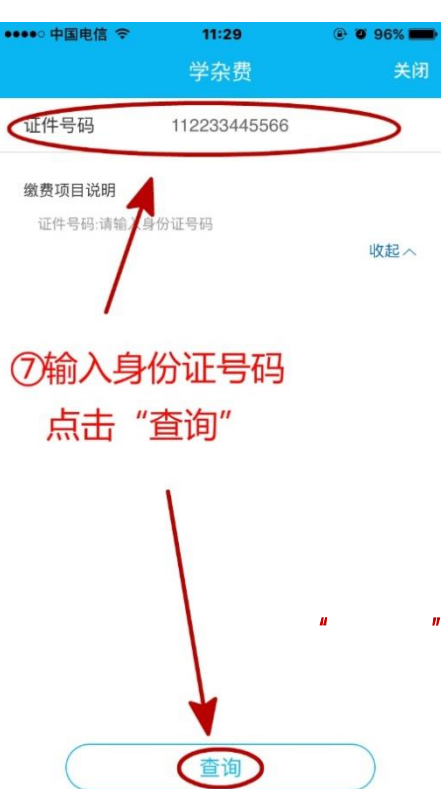 中国电信 11:29 96%
学杂费 关闭
证件号码 112233445566
缴费项目说明
证件号码:请输入身份证号码
收起
⑦输入身份证号码
点击“查询”
“ ”
查询